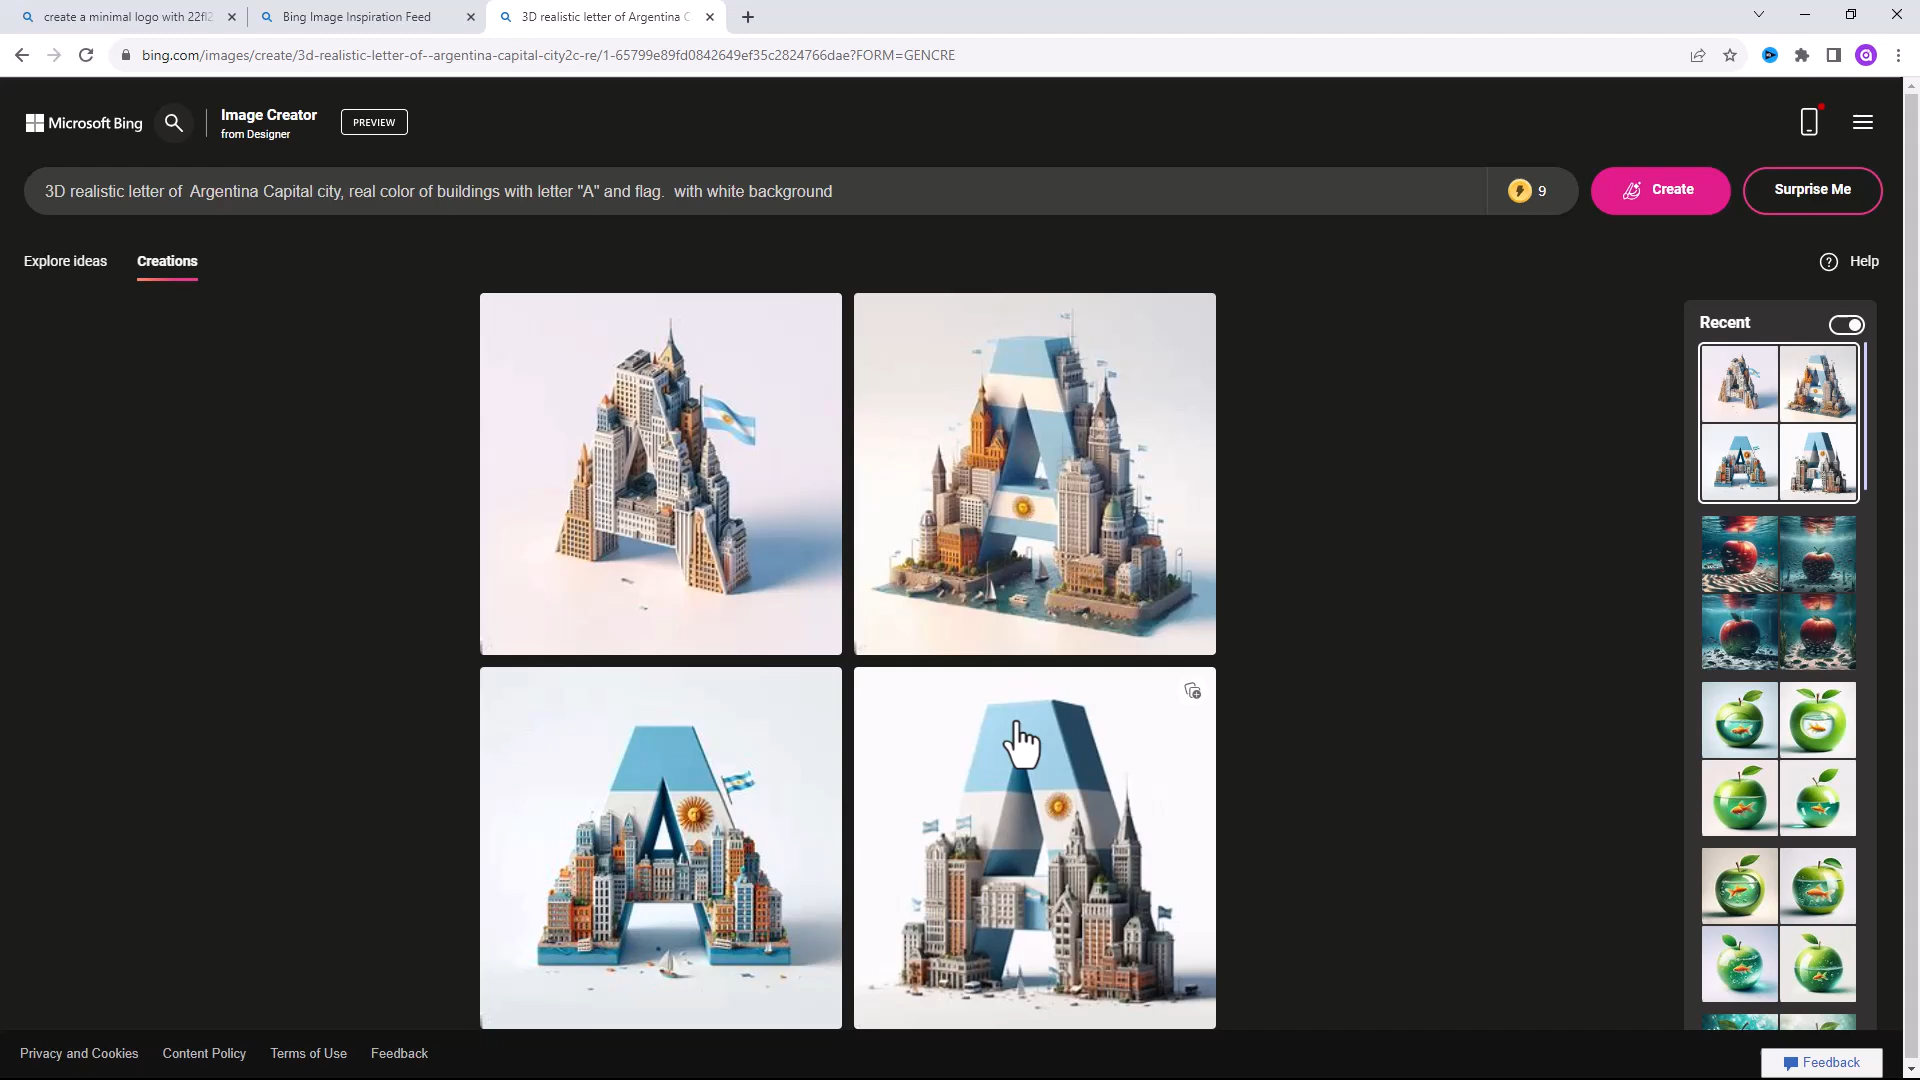 create a minimal logo with 22fl2
Bing Image Inspiration Feed
3D realistic letter of Argentina C
bing.com/images/create/3d-realistic-letter-of--argentina-capital-city2c-re/1-65799e89fd0842649ef35c2824766dae?FORM=GENCRE
Microsoft Bing
Image Creator
from Designer
PREVIEW
3D realistic letter of  Argentina Capital city, real color of buildings with letter "A" and flag.  with white background
9
Create
Surprise Me
Explore ideas
Creations
Help
Recent
Privacy and Cookies
Content Policy
Terms of Use
Feedback
Feedback